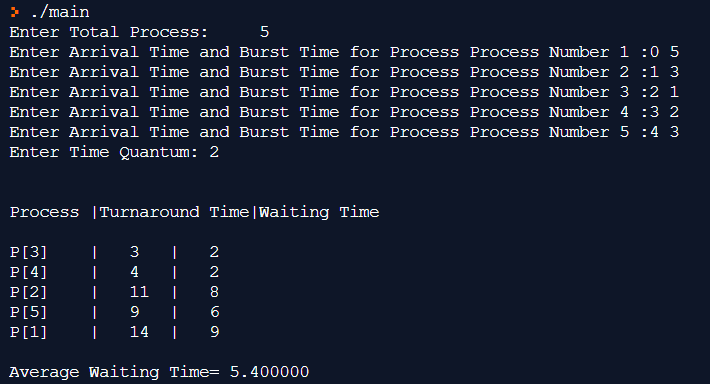 > ./main
Enter Total Process:     5
Enter Arrival Time and Burst Time for Process Process Number 1 :0 5
Enter Arrival Time and Burst Time for Process Process Number 2 :1 3
Enter Arrival Time and Burst Time for Process Process Number 3 :2 1
Enter Arrival Time and Burst Time for Process Process Number 4 :3 2
Enter Arrival Time and Burst Time for Process Process Number 5 :4 3
Enter Time Quantum: 2
Process |Turnaround Time|Waiting Time
P[3]    |   3   |   2
P[4]    |   4   |   2
P[2]    |   11  |   8
P[5]    |   9   |   6
P[1]    |   14  |   9
Average Waiting Time= 5.400000